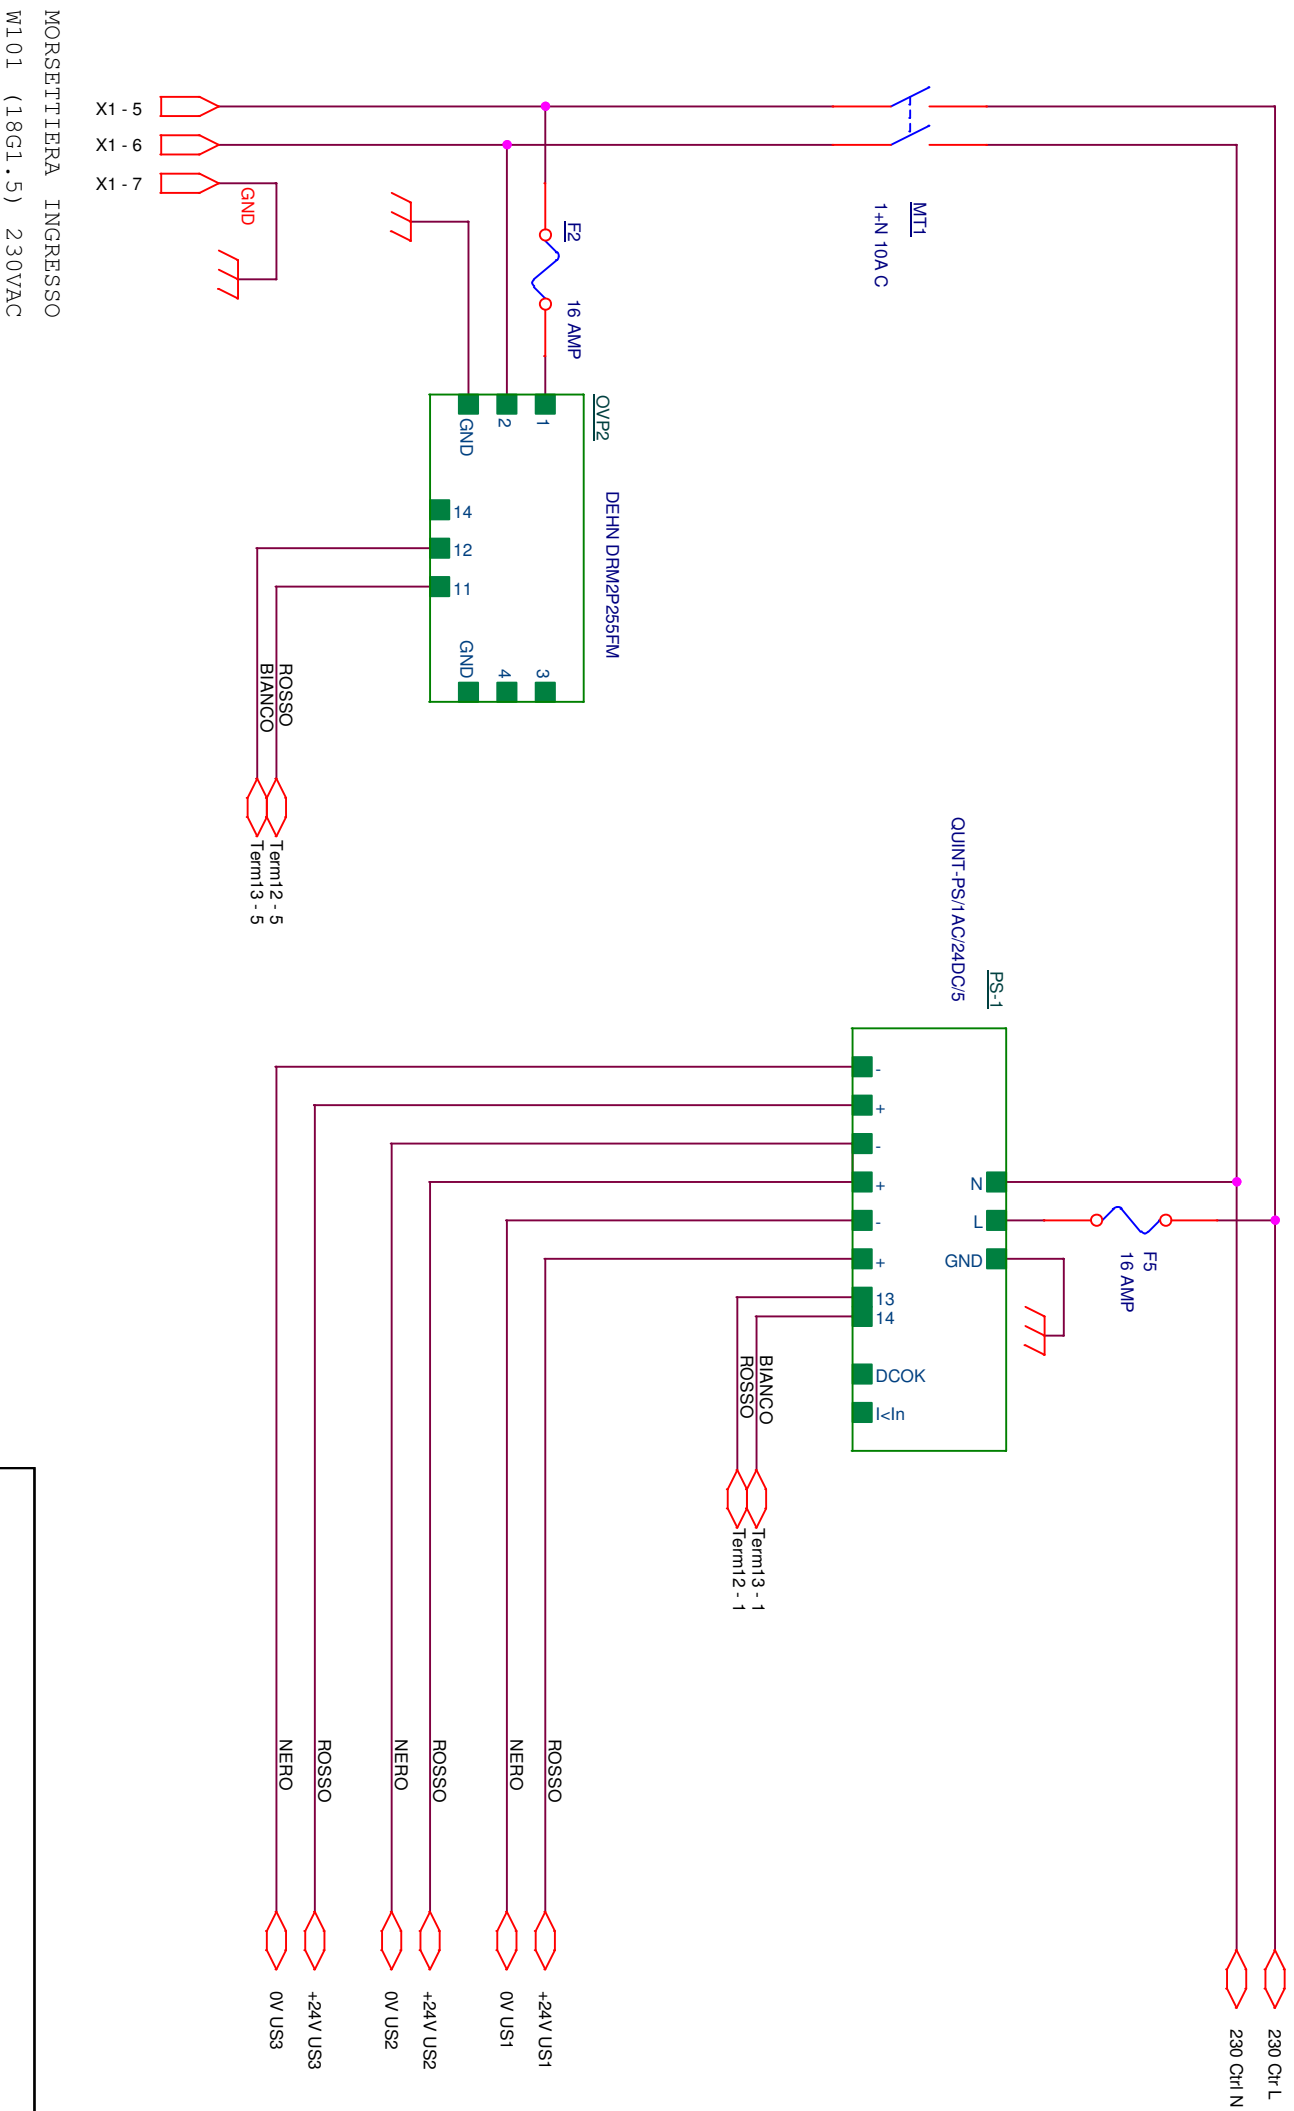 MORSETTIERA INGRESSO
W101 (18G1.5) 230VAC
X1 - 5
X1 - 6
X1 - 7
GND
MT1
1+N 10A C
F2
16 AMP
OVP2
DEHN DRM2P255FM
1
2
GND
14
12
11
3
4
GND
ROSSO
BIANCO
Term12 - 5
Term13 - 5
PS-1
QUINT-PS/1AC/24DC/5
-
+
-
+
-
+
13
14
DCOK
I<In
N
L
GND
F5
16 AMP
BIANCO
ROSSO
Term13 - 1
Term12 - 1
ROSSO
NERO
ROSSO
NERO
ROSSO
NERO
+24V US1
0V US1
+24V US2
0V US2
+24V US3
0V US3
230 Ctr L
230 Ctrl N